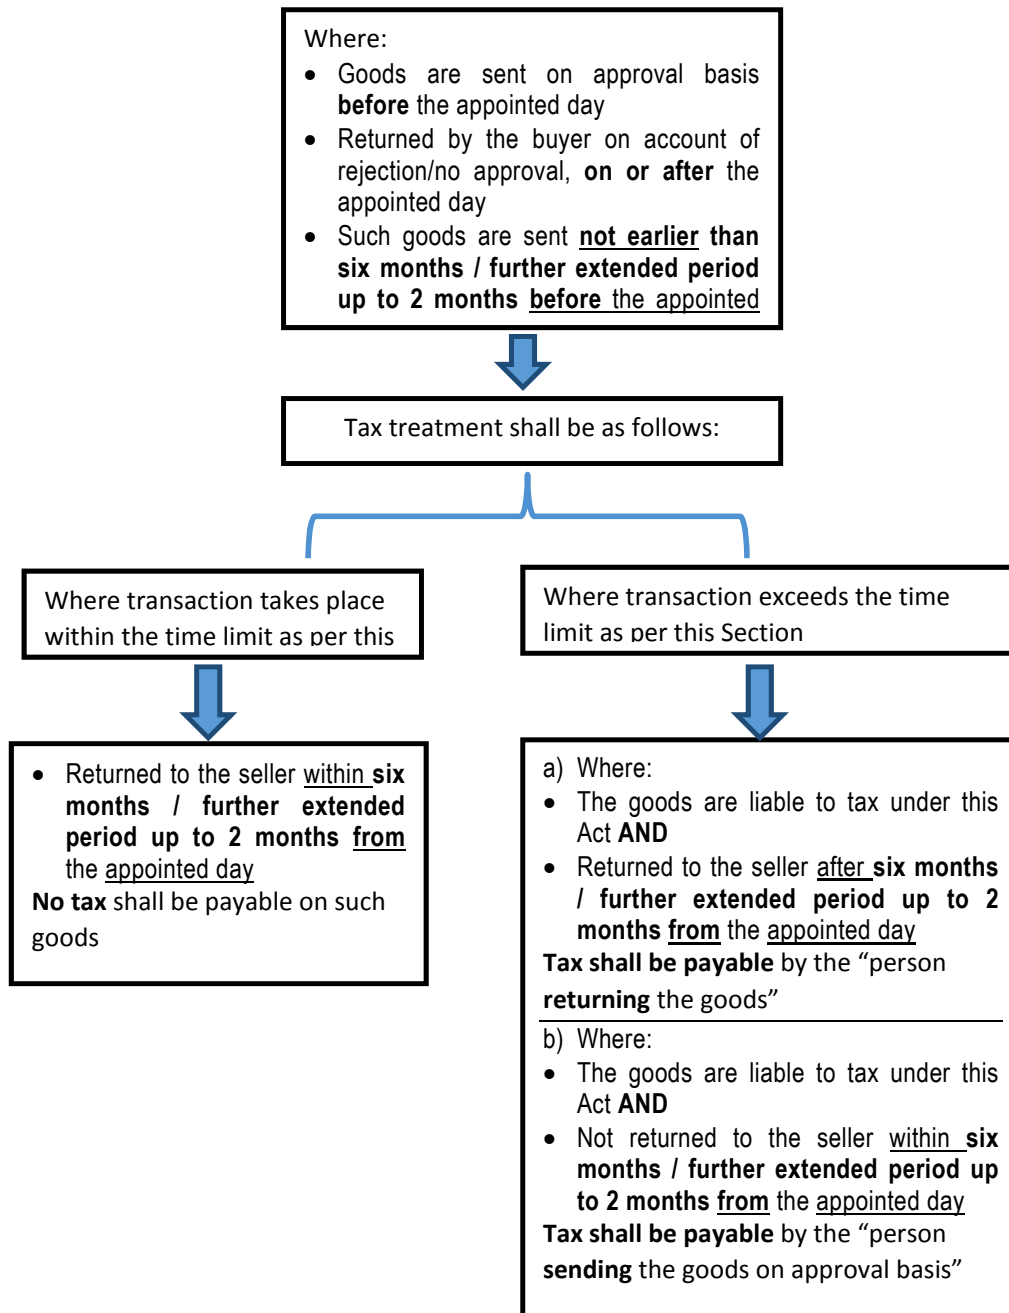 Where:
• Goods are sent on approval basis
before the appointed day
• Returned by the buyer on account of
rejection/no approval, on or after the
appointed day
• Such goods are sent not earlier than
six months / further extended period
up to 2 months before the appointed
Tax treatment shall be as follows:
Where transaction takes place
within the time limit as per this
Where transaction exceeds the time
limit as per this Section
• Returned to the seller within six
months / further extended
period up to 2 months from
the appointed day
No tax shall be payable on such
goods
a) Where:
• The goods are liable to tax under this
Act AND
• Returned to the seller after six months
/ further extended period up to 2
months from the appointed day
Tax shall be payable by the “person
returning the goods”
b) Where:
• The goods are liable to tax under this
Act AND
• Not returned to the seller within six
months / further extended period up
to 2 months from the appointed day
Tax shall be payable by the “person
sending the goods on approval basis”